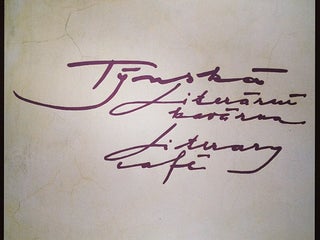 Týnská
Literární
kavárna
Literary
café